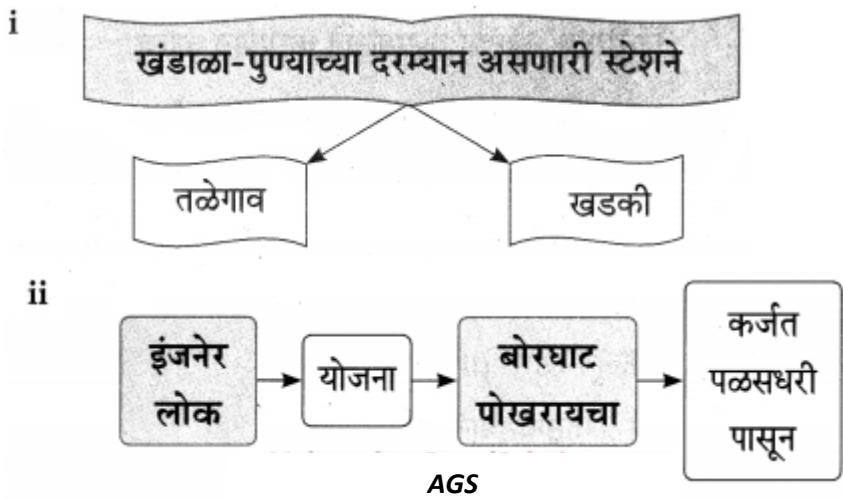 i
खंडाळा-पुण्याच्या दरम्यान असणारी स्टेशने
तळेगाव
खडकी
ii
इंजनेर
लोक
योजना
बोरघाट
पोखरायचा
कर्जत
पळसधरी
पासून
AGS